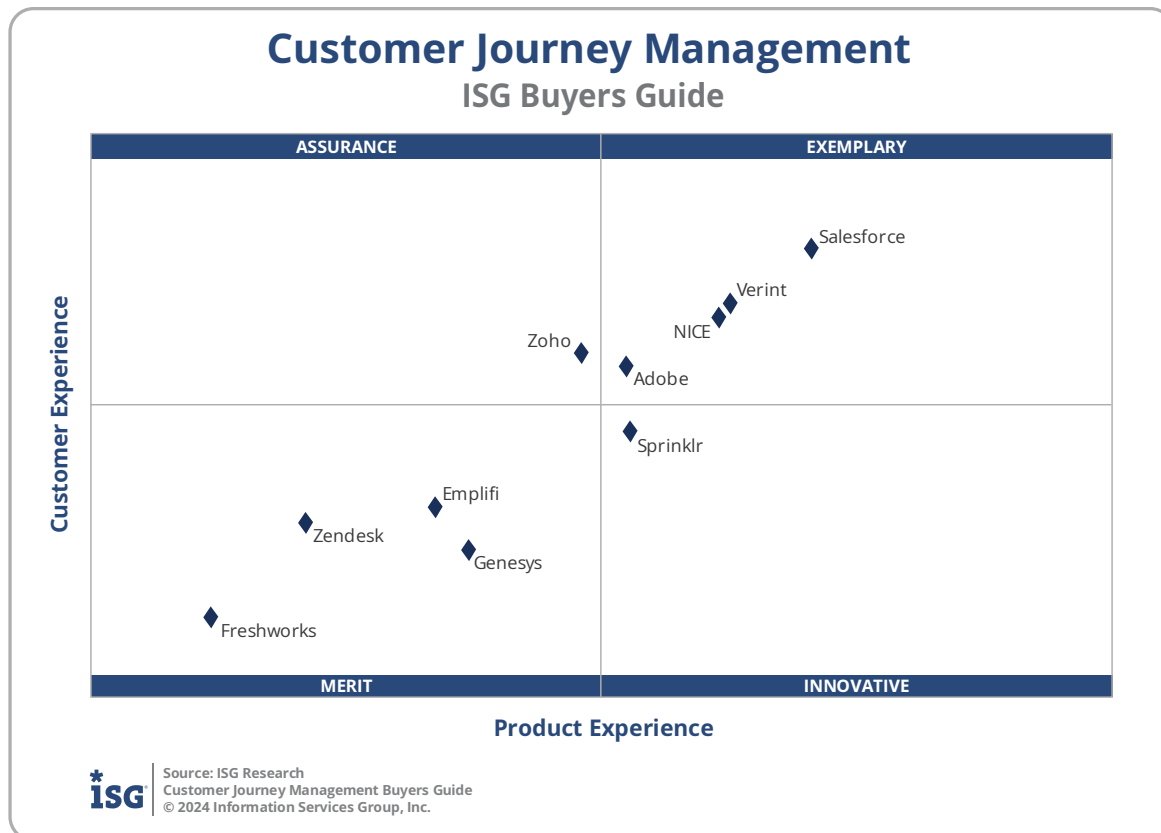 Customer Journey Management
ISG Buyers Guide
ASSURANCE
EXEMPLARY
Salesforce
Verint
NICE
Zoho
Adobe
Sprinklr
Emplifi
Zendesk
Genesys
Freshworks
Customer Experience
MERIT
INNOVATIVE
Product Experience
*ISG
Source: ISG Research
Customer Journey Management Buyers Guide
© 2024 Information Services Group, Inc.